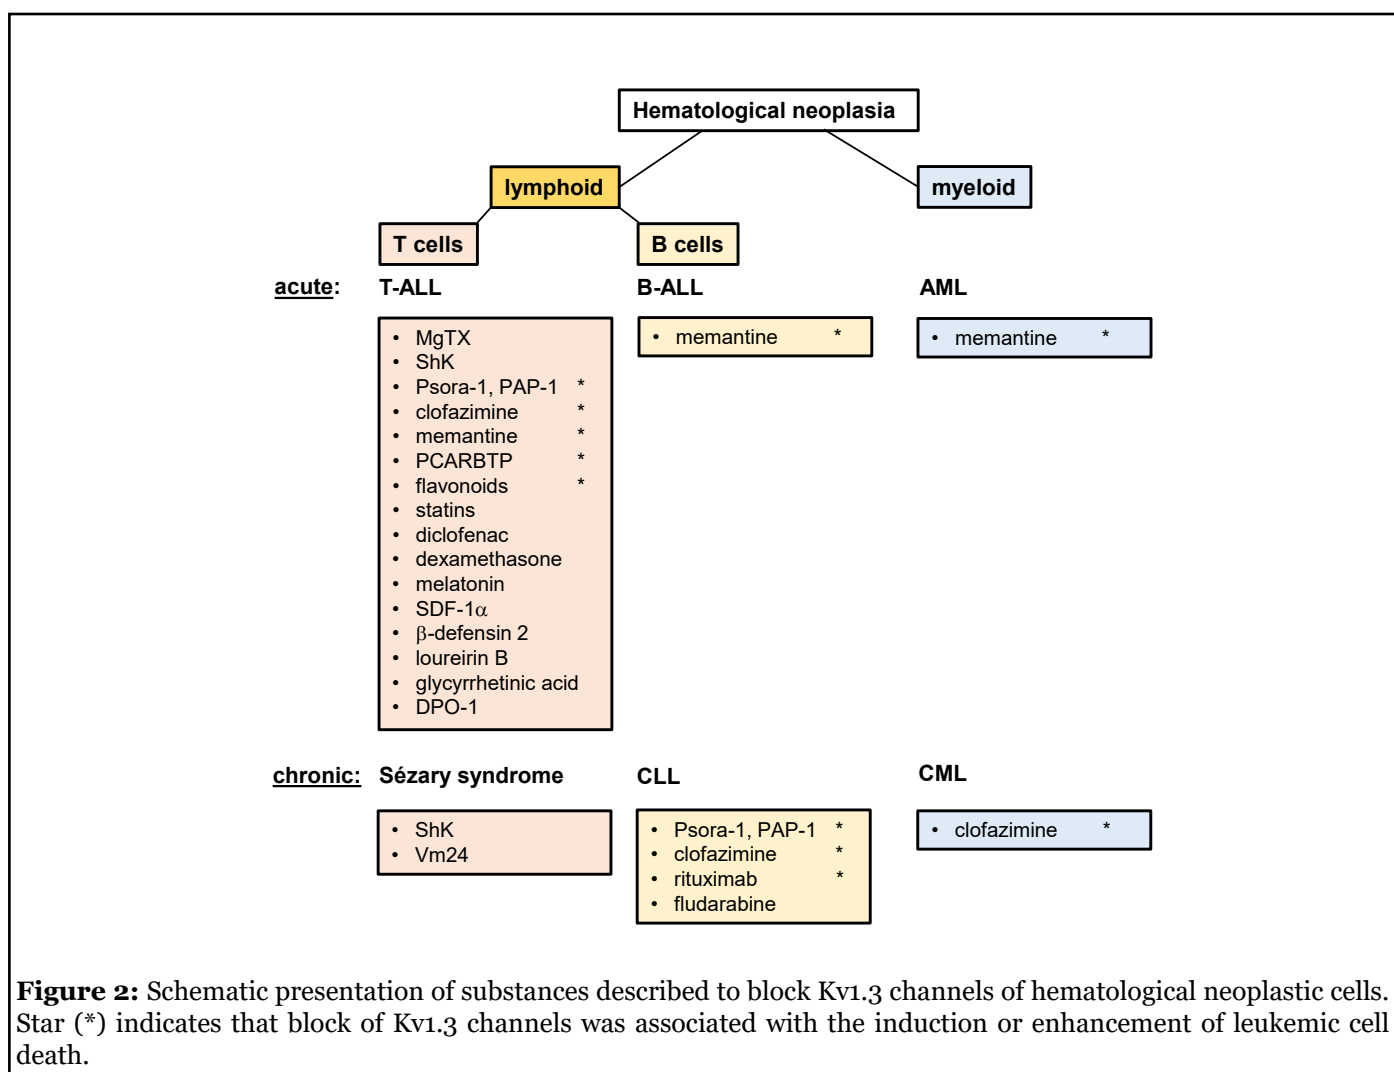 Hematological neoplasia
lymphoid
myeloid
T cells
B cells
acute: T-ALL B-ALL AML
• MgTX
• ShK
• Psora-1, PAP-1 *
• clofazimine *
• memantine *
• PCARBTP *
• flavonoids *
• statins
• diclofenac
• dexamethasone
• melatonin
• SDF-1α
• β-defensin 2
• loureirin B
• glycyrrhetinic acid
• DPO-1
• memantine *
• memantine *
chronic: Sézary syndrome CLL CML
• ShK
• Vm24
• Psora-1, PAP-1 *
• clofazimine *
• rituximab *
• fludarabine
• clofazimine *
Figure 2: Schematic presentation of substances described to block Kv1.3 channels of hematological neoplastic cells.
Star (*) indicates that block of Kv1.3 channels was associated with the induction or enhancement of leukemic cell
death.